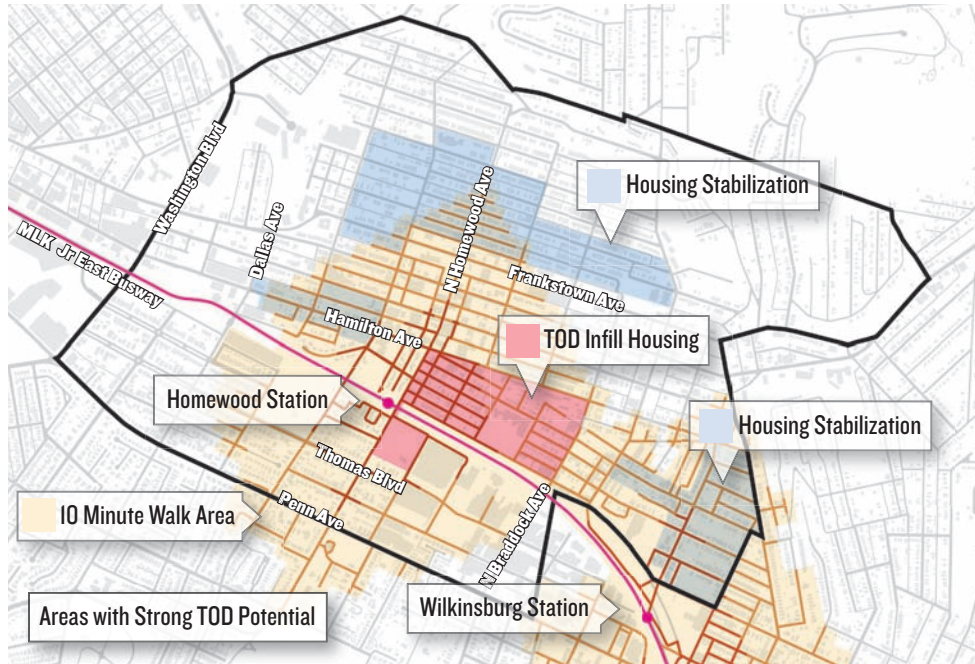 Washington Blvd
Housing Stabilization
N Homewood Ave
Dallas Ave
MLK Jr East Busway
Frankstown Ave
Hamilton Ave
TOD Infill Housing
Homewood Station
Housing Stabilization
Thomas Blvd
Penn Ave
10 Minute Walk Area
N Braddock Ave
Wilkinsburg Station
Areas with Strong TOD Potential